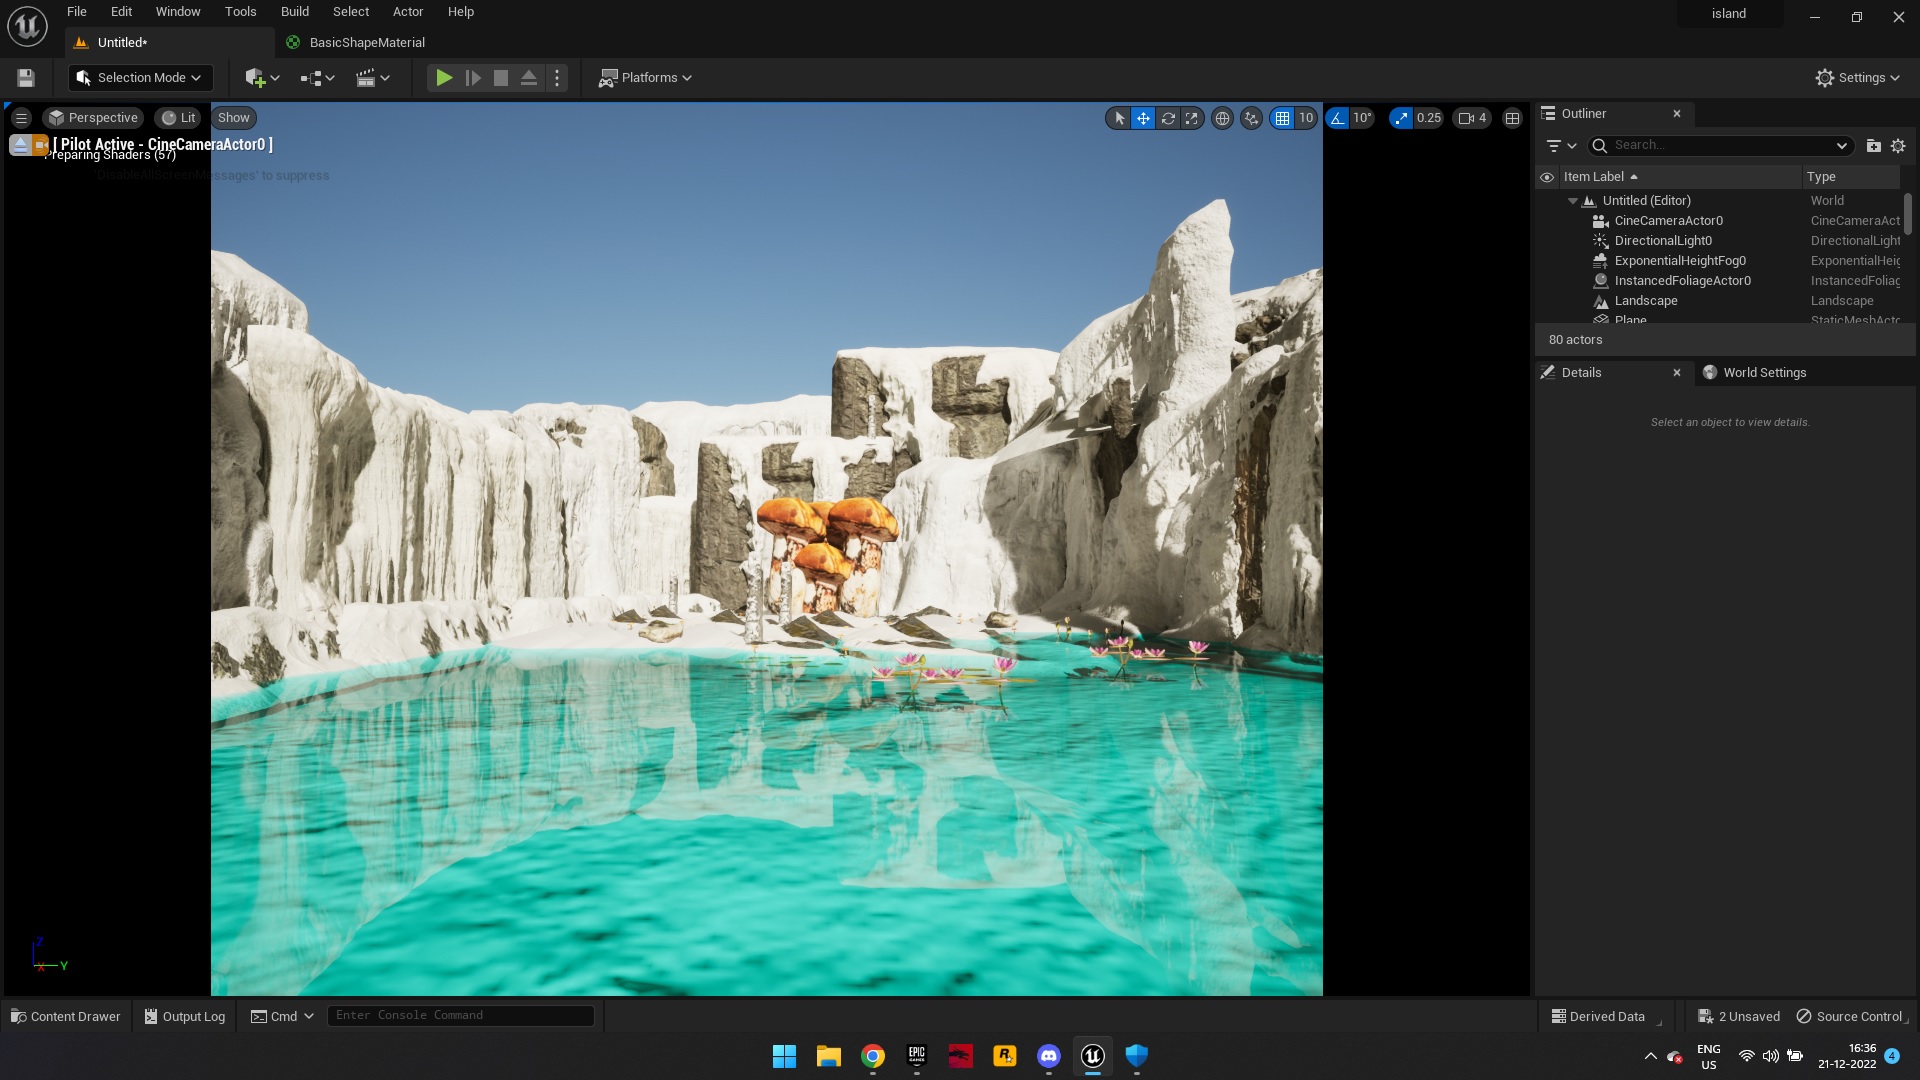 File Edit Window Tools Build Select Actor Help
island
Untitled*
BasicShapeMaterial
Selection Mode
Platforms
Settings
Perspective
Lit
Show
10
10°
0.25
4
[ Pilot Active - CineCameraActor0 ]
Preparing Shaders (57)
'DisableAllScreenMessages' to suppress
Outliner
Search...
Item Label
Type
Untitled (Editor)
World
CineCameraActor0
CineCameraAct
DirectionalLight0
DirectionalLight
ExponentialHeightFog0
ExponentialHeig
InstancedFoliageActor0
InstancedFoliag
Landscape
Landscape
Plane
StaticMeshActo
80 actors
Details
World Settings
Select an object to view details.
Z
X
Y
Content Drawer
Output Log
Cmd
Enter Console Command
Derived Data
2 Unsaved
Source Control
EPIC
GAMES
R
ENG
US
16:36
21-12-2022
4